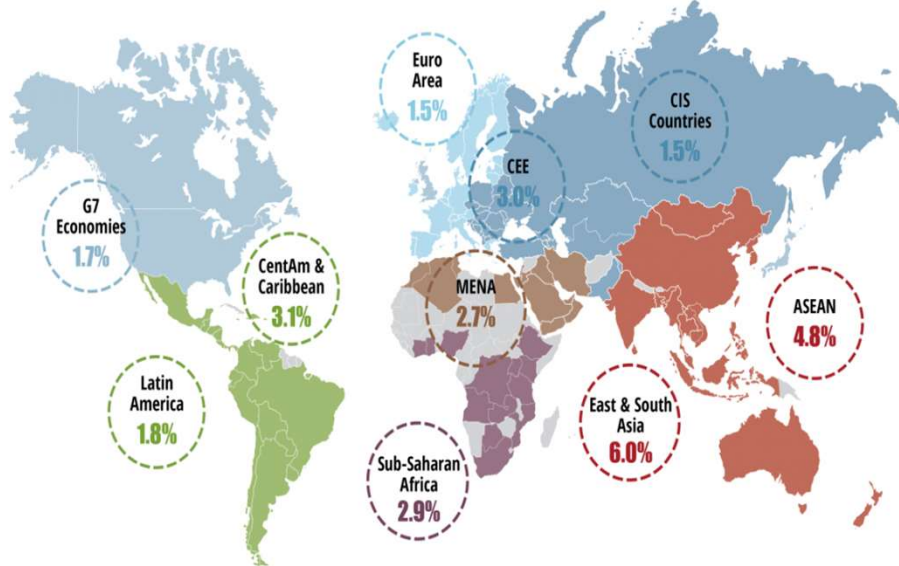 Euro
Area
1.5%
CIS
Countries
1.5%
CEE
3.0%
G7
Economies
1.7%
CentAm &
Caribbean
3.1%
MENA
2.7%
ASEAN
4.8%
Latin
America
1.8%
East & South
Asia
6.0%
Sub-Saharan
Africa
2.9%